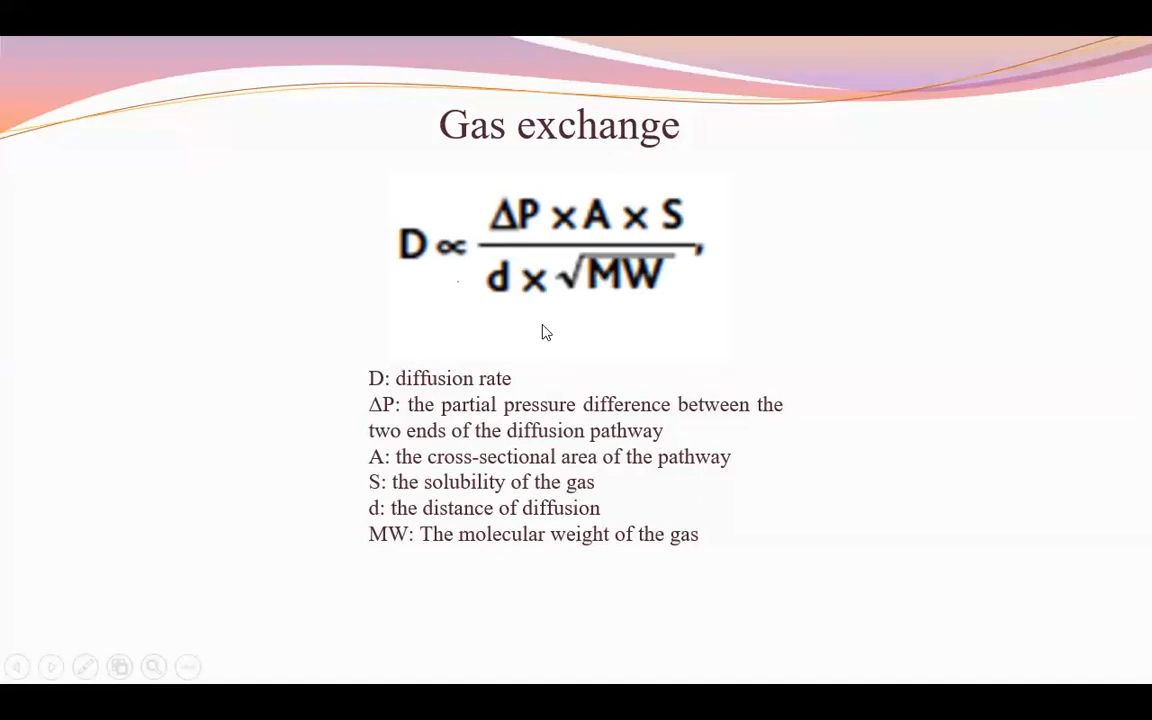 Gas exchange
D ∝ ΔP x A x S / d x √MW,
D: diffusion rate
ΔP: the partial pressure difference between the
two ends of the diffusion pathway
A: the cross-sectional area of the pathway
S: the solubility of the gas
d: the distance of diffusion
MW: The molecular weight of the gas